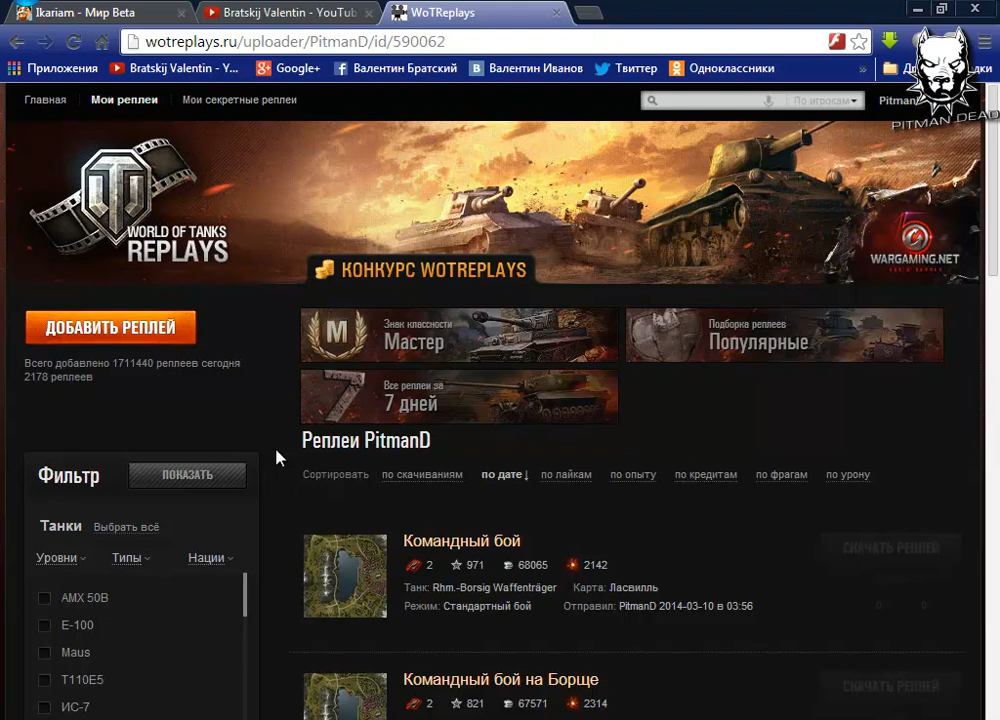 Ikariam - Мир Beta
Bratskij Valentin - YouTub
WoTReplays
wotreplays.ru/uploader/PitmanD/id/590062
Приложения
Bratskij Valentin - Y...
Google+
Валентин Братский
Валентин Иванов
Твиттер
Одноклассники
PITMAN DEAD
Главная
Мои реплеи
Мои секретные реплеи
По игрокам
Pitman
WORLD OF TANKS
REPLAYS
WARGAMING.NET
КОНКУРС WOTREPLAYS
ДОБАВИТЬ РЕПЛЕЙ
Всего добавлено 1711440 реплеев сегодня
2178 реплеев
M
Знак классности
Мастер
Подборка реплеев
Популярные
7
Все реплеи за
7 дней
Реплеи PitmanD
Сортировать по скачиваниям по дате↓ по лайкам по опыту по кредитам по фрагам по урону
Фильтр
ПОКАЗАТЬ
Танки Выбрать всё
Уровни Типы Нации
AMX 50B
E-100
Maus
T110E5
ИС-7
Командный бой
2 971 68065 2142
Танк: Rhm.-Borsig Waffenträger Карта: Ласвилль
Режим: Стандартный бой Отправил: PitmanD 2014-03-10 в 03:56
СКАЧАТЬ РЕПЛЕЙ
0 0
Командный бой на Борще
2 821 67571 2314
СКАЧАТЬ РЕПЛЕЙ